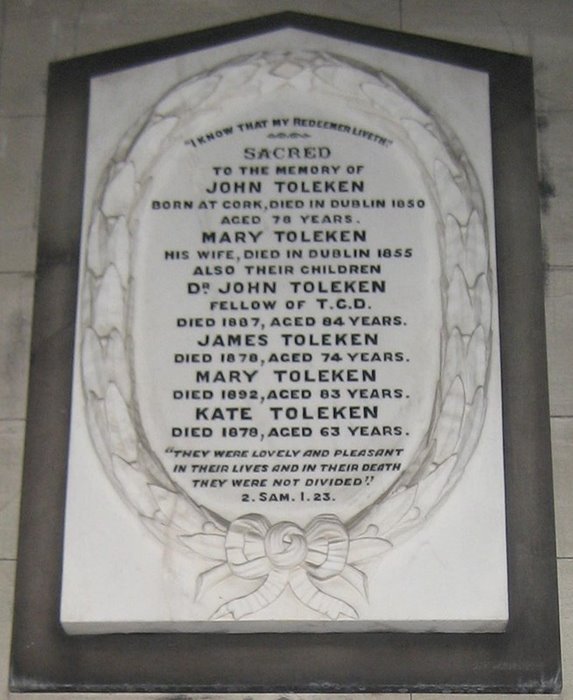 "I KNOW THAT MY REDEEMER LIVETH."
SACRED
TO THE MEMORY OF
JOHN TOLEKEN
BORN AT CORK, DIED IN DUBLIN 1850
AGED 78 YEARS.
MARY TOLEKEN
HIS WIFE, DIED IN DUBLIN 1855
ALSO THEIR CHILDREN
DR. JOHN TOLEKEN
FELLOW OF T.C.D.
DIED 1887, AGED 84 YEARS.
JAMES TOLEKEN
DIED 1878, AGED 74 YEARS.
MARY TOLEKEN
DIED 1892, AGED 83 YEARS.
KATE TOLEKEN
DIED 1878, AGED 63 YEARS.
"THEY WERE LOVELY AND PLEASANT
IN THEIR LIVES AND IN THEIR DEATH
THEY WERE NOT DIVIDED".
2. SAM. I. 23.